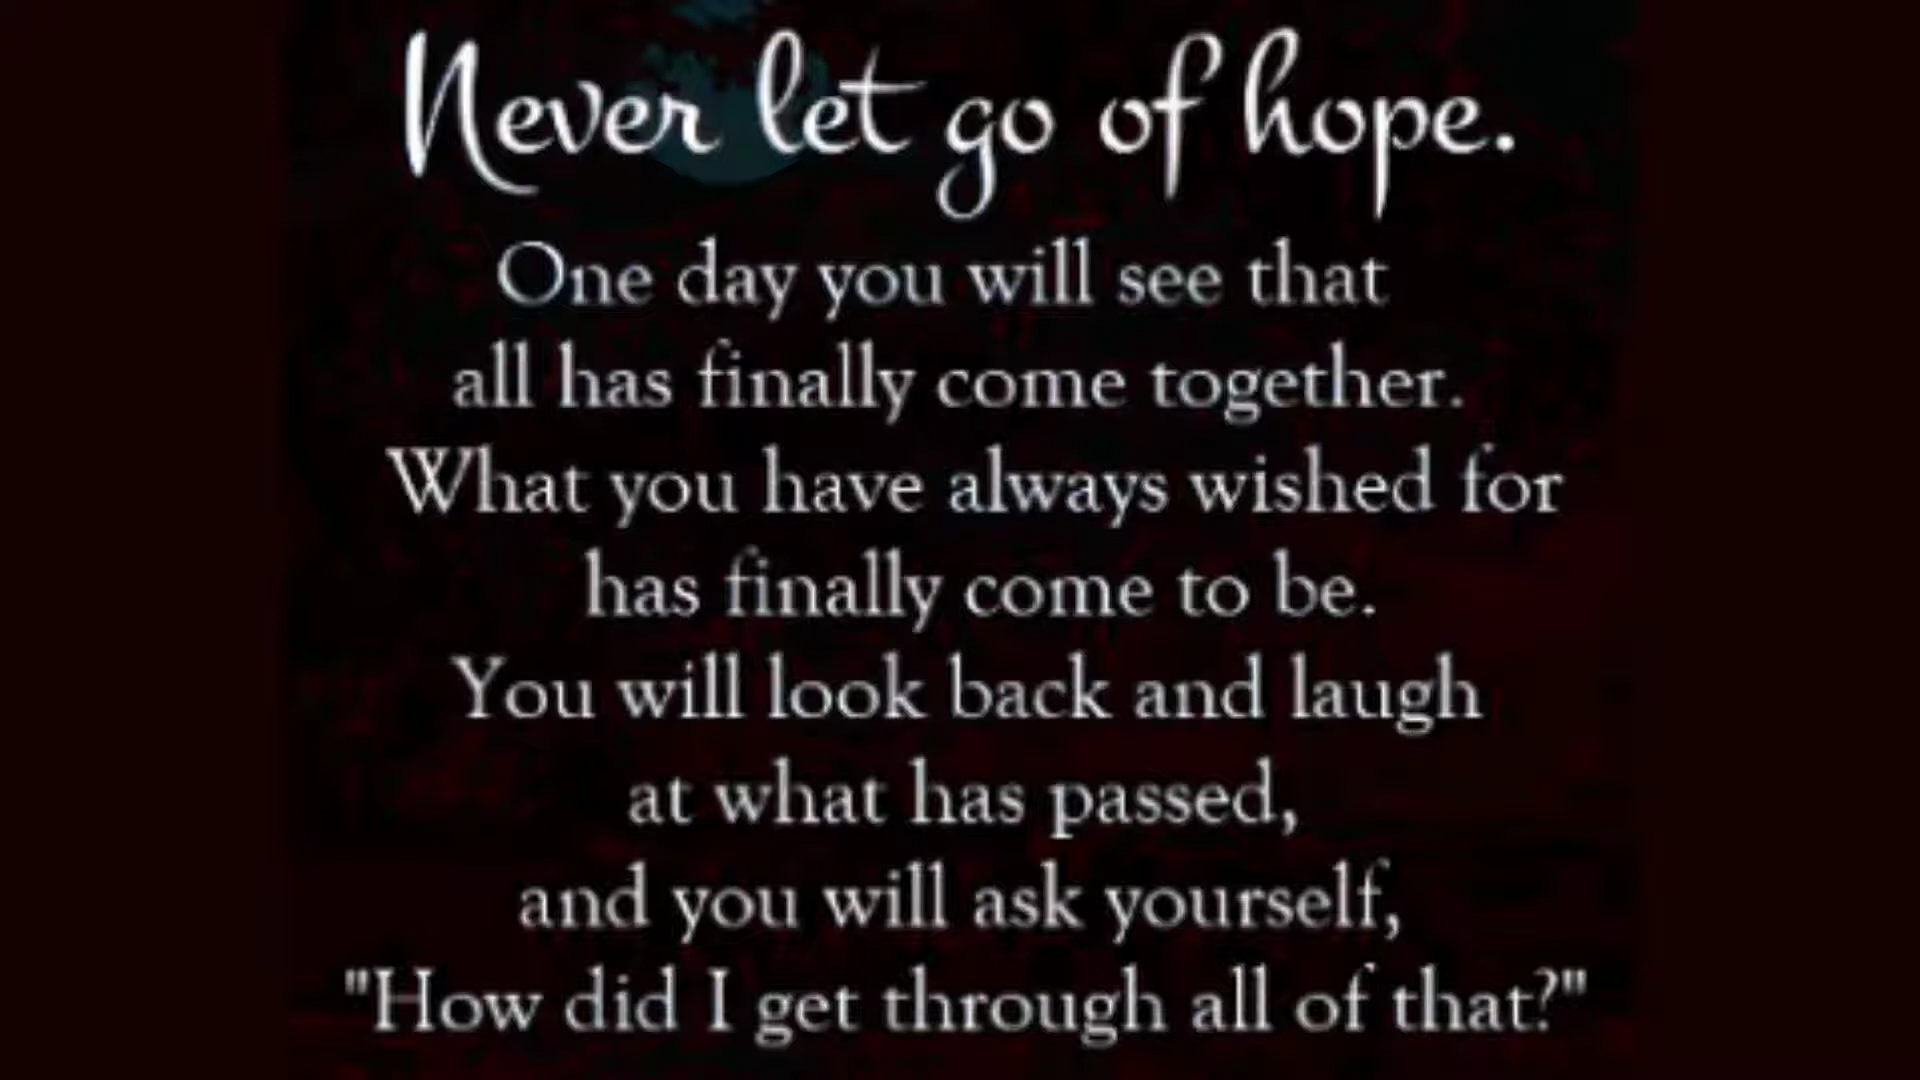 Never let go of hope.
One day you will see that
all has finally come together.
What you have always wished for
has finally come to be.
You will look back and laugh
at what has passed,
and you will ask yourself,
"How did I get through all of that?"